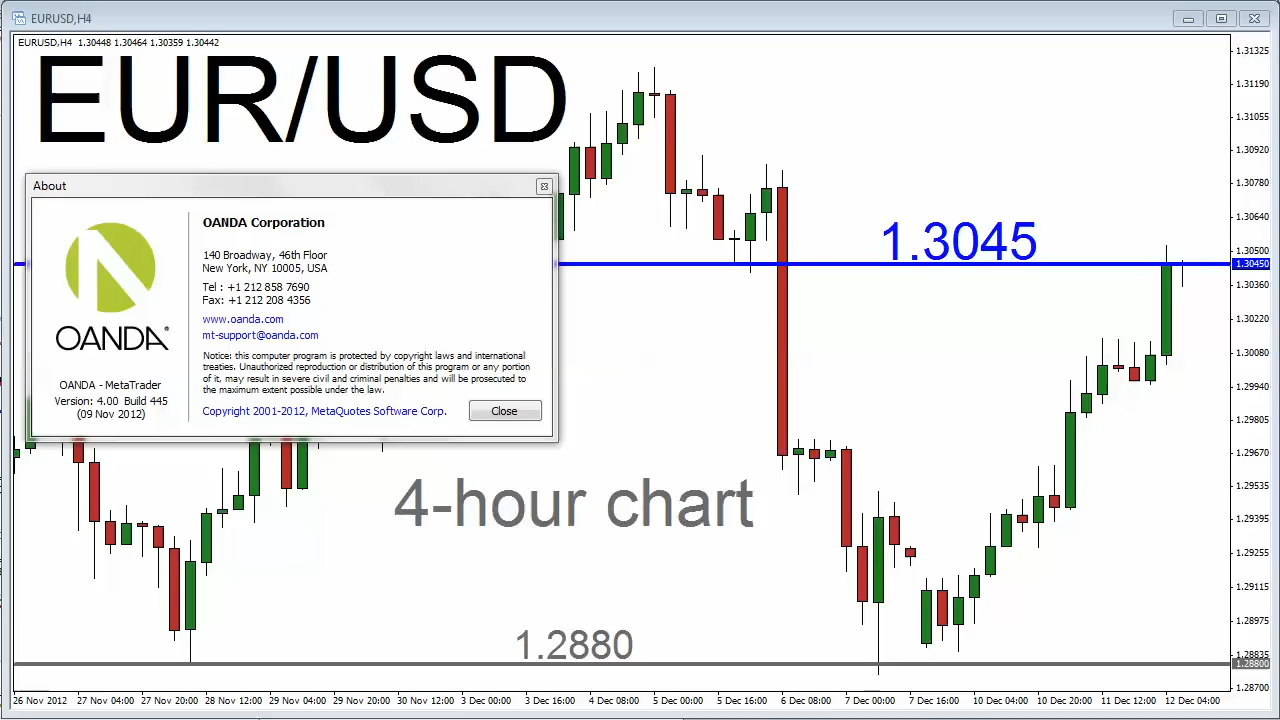 EURUSD,H4
EURUSD,H4 1.30448 1.30464 1.30359 1.30442
EUR/USD
About
OANDA
OANDA - MetaTrader
Version: 4.00 Build 445
(09 Nov 2012)
OANDA Corporation
140 Broadway, 46th Floor
New York, NY 10005, USA
Tel : +1 212 858 7690
Fax: +1 212 208 4356
www.oanda.com
mt-support@oanda.com
Notice: this computer program is protected by copyright laws and international
treaties. Unauthorized reproduction or distribution of this program or any portion
of it, may result in severe civil and criminal penalties and will be prosecuted to
the maximum extent possible under the law.
Copyright 2001-2012, MetaQuotes Software Corp.
Close
1.3045
4-hour chart
1.2880
1.31325
1.31190
1.31055
1.30920
1.30780
1.30640
1.30500
1.30450
1.30360
1.30220
1.30080
1.29940
1.29805
1.29670
1.29535
1.29395
1.29255
1.29115
1.28975
1.28835
1.28800
1.28700
26 Nov 2012
27 Nov 04:00
27 Nov 20:00
28 Nov 12:00
29 Nov 04:00
29 Nov 20:00
30 Nov 12:00
3 Dec 00:00
3 Dec 16:00
4 Dec 08:00
5 Dec 00:00
5 Dec 16:00
6 Dec 08:00
7 Dec 00:00
7 Dec 16:00
10 Dec 04:00
10 Dec 20:00
11 Dec 12:00
12 Dec 04:00